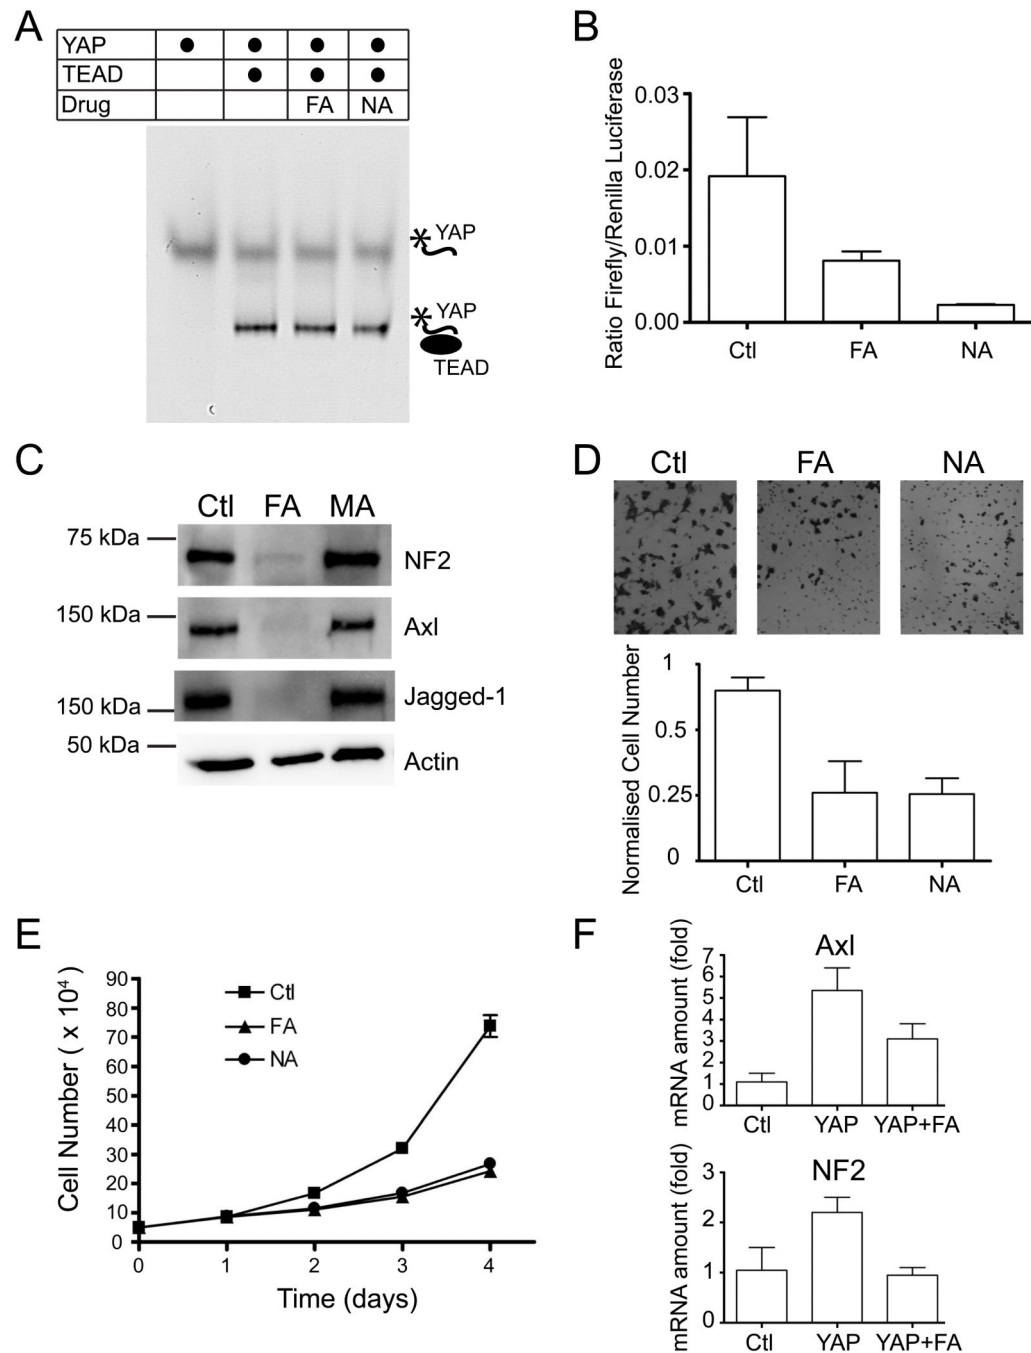 A
YAP
TEAD
Drug FA NA
* YAP
* YAP
TEAD
B
Ratio Firefly/Renilla Luciferase
0.03
0.02
0.01
0.00
Ctl FA NA
C
Ctl FA MA
75 kDa NF2
150 kDa Axl
150 kDa Jagged-1
50 kDa Actin
D
Ctl FA NA
Normalised Cell Number
1
0.5
0.25
0
Ctl FA NA
E
Cell Number ( x 10⁴)
90
80
70
60
50
40
30
20
10
0
Ctl
FA
NA
0 1 2 3 4
Time (days)
F
Axl
mRNA amount (fold)
7
6
5
4
3
2
1
0
Ctl YAP YAP+FA
NF2
mRNA amount (fold)
3
2
1
0
Ctl YAP YAP+FA